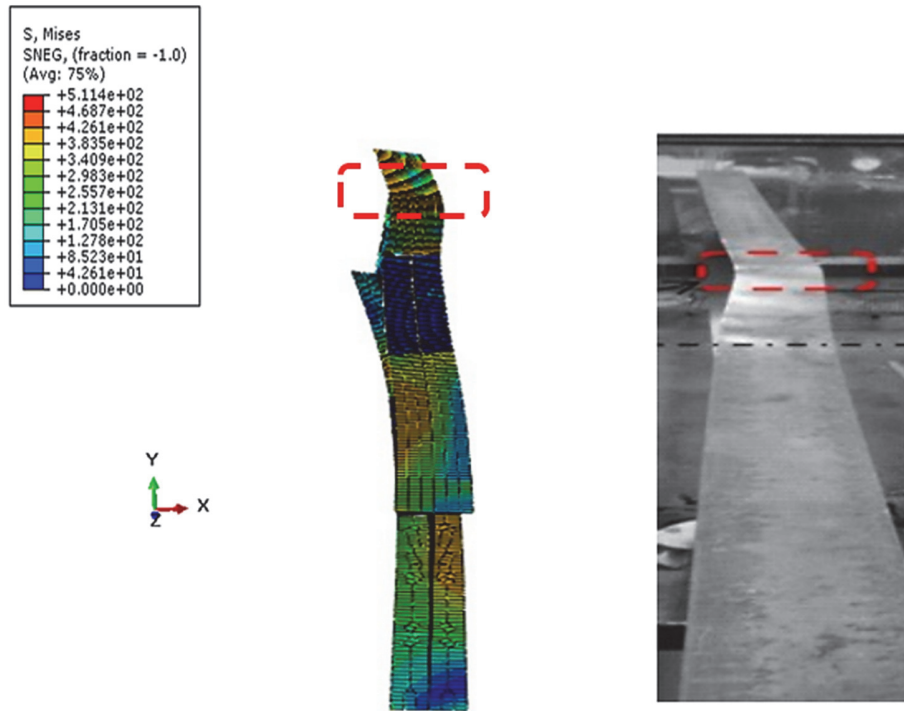 S, Mises
SNEG, (fraction = -1.0)
(Avg: 75%)
+5.114e+02
+4.687e+02
+4.261e+02
+3.835e+02
+3.409e+02
+2.983e+02
+2.557e+02
+2.131e+02
+1.705e+02
+1.278e+02
+8.523e+01
+4.261e+01
+0.000e+00
Y
X
Z